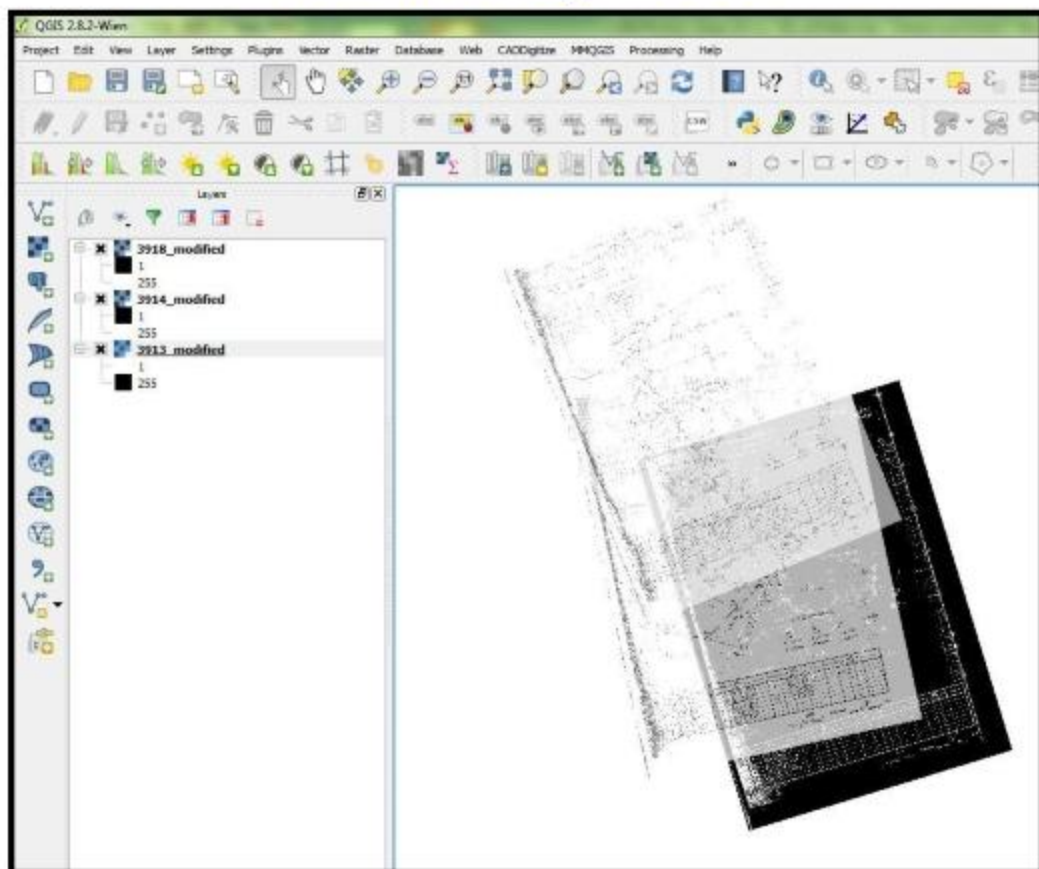 QGIS 2.8.2-Wien
Project Edit View Layer Settings Plugins Vector Raster Database Web CADDigitize MMQGIS Processing Help
CSW
Layers
3918_modified
1
255
3914_modified
1
255
3913_modified
1
255